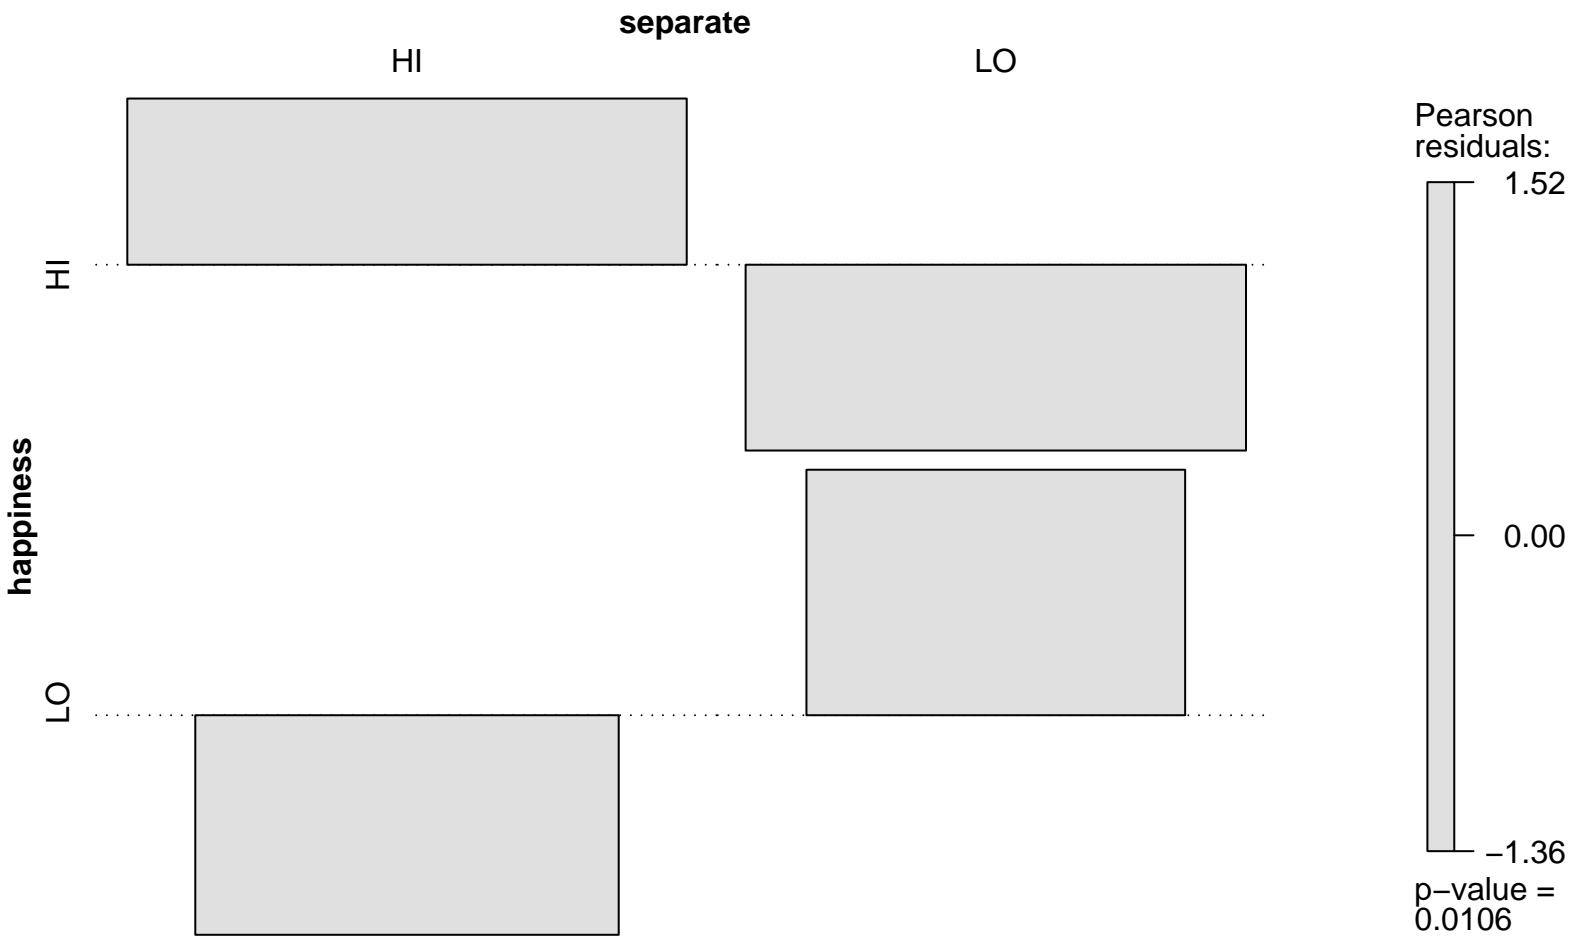 separate
HI
LO
happiness
HI
LO
Pearson
residuals:
1.52
0.00
−1.36
p−value =
0.0106